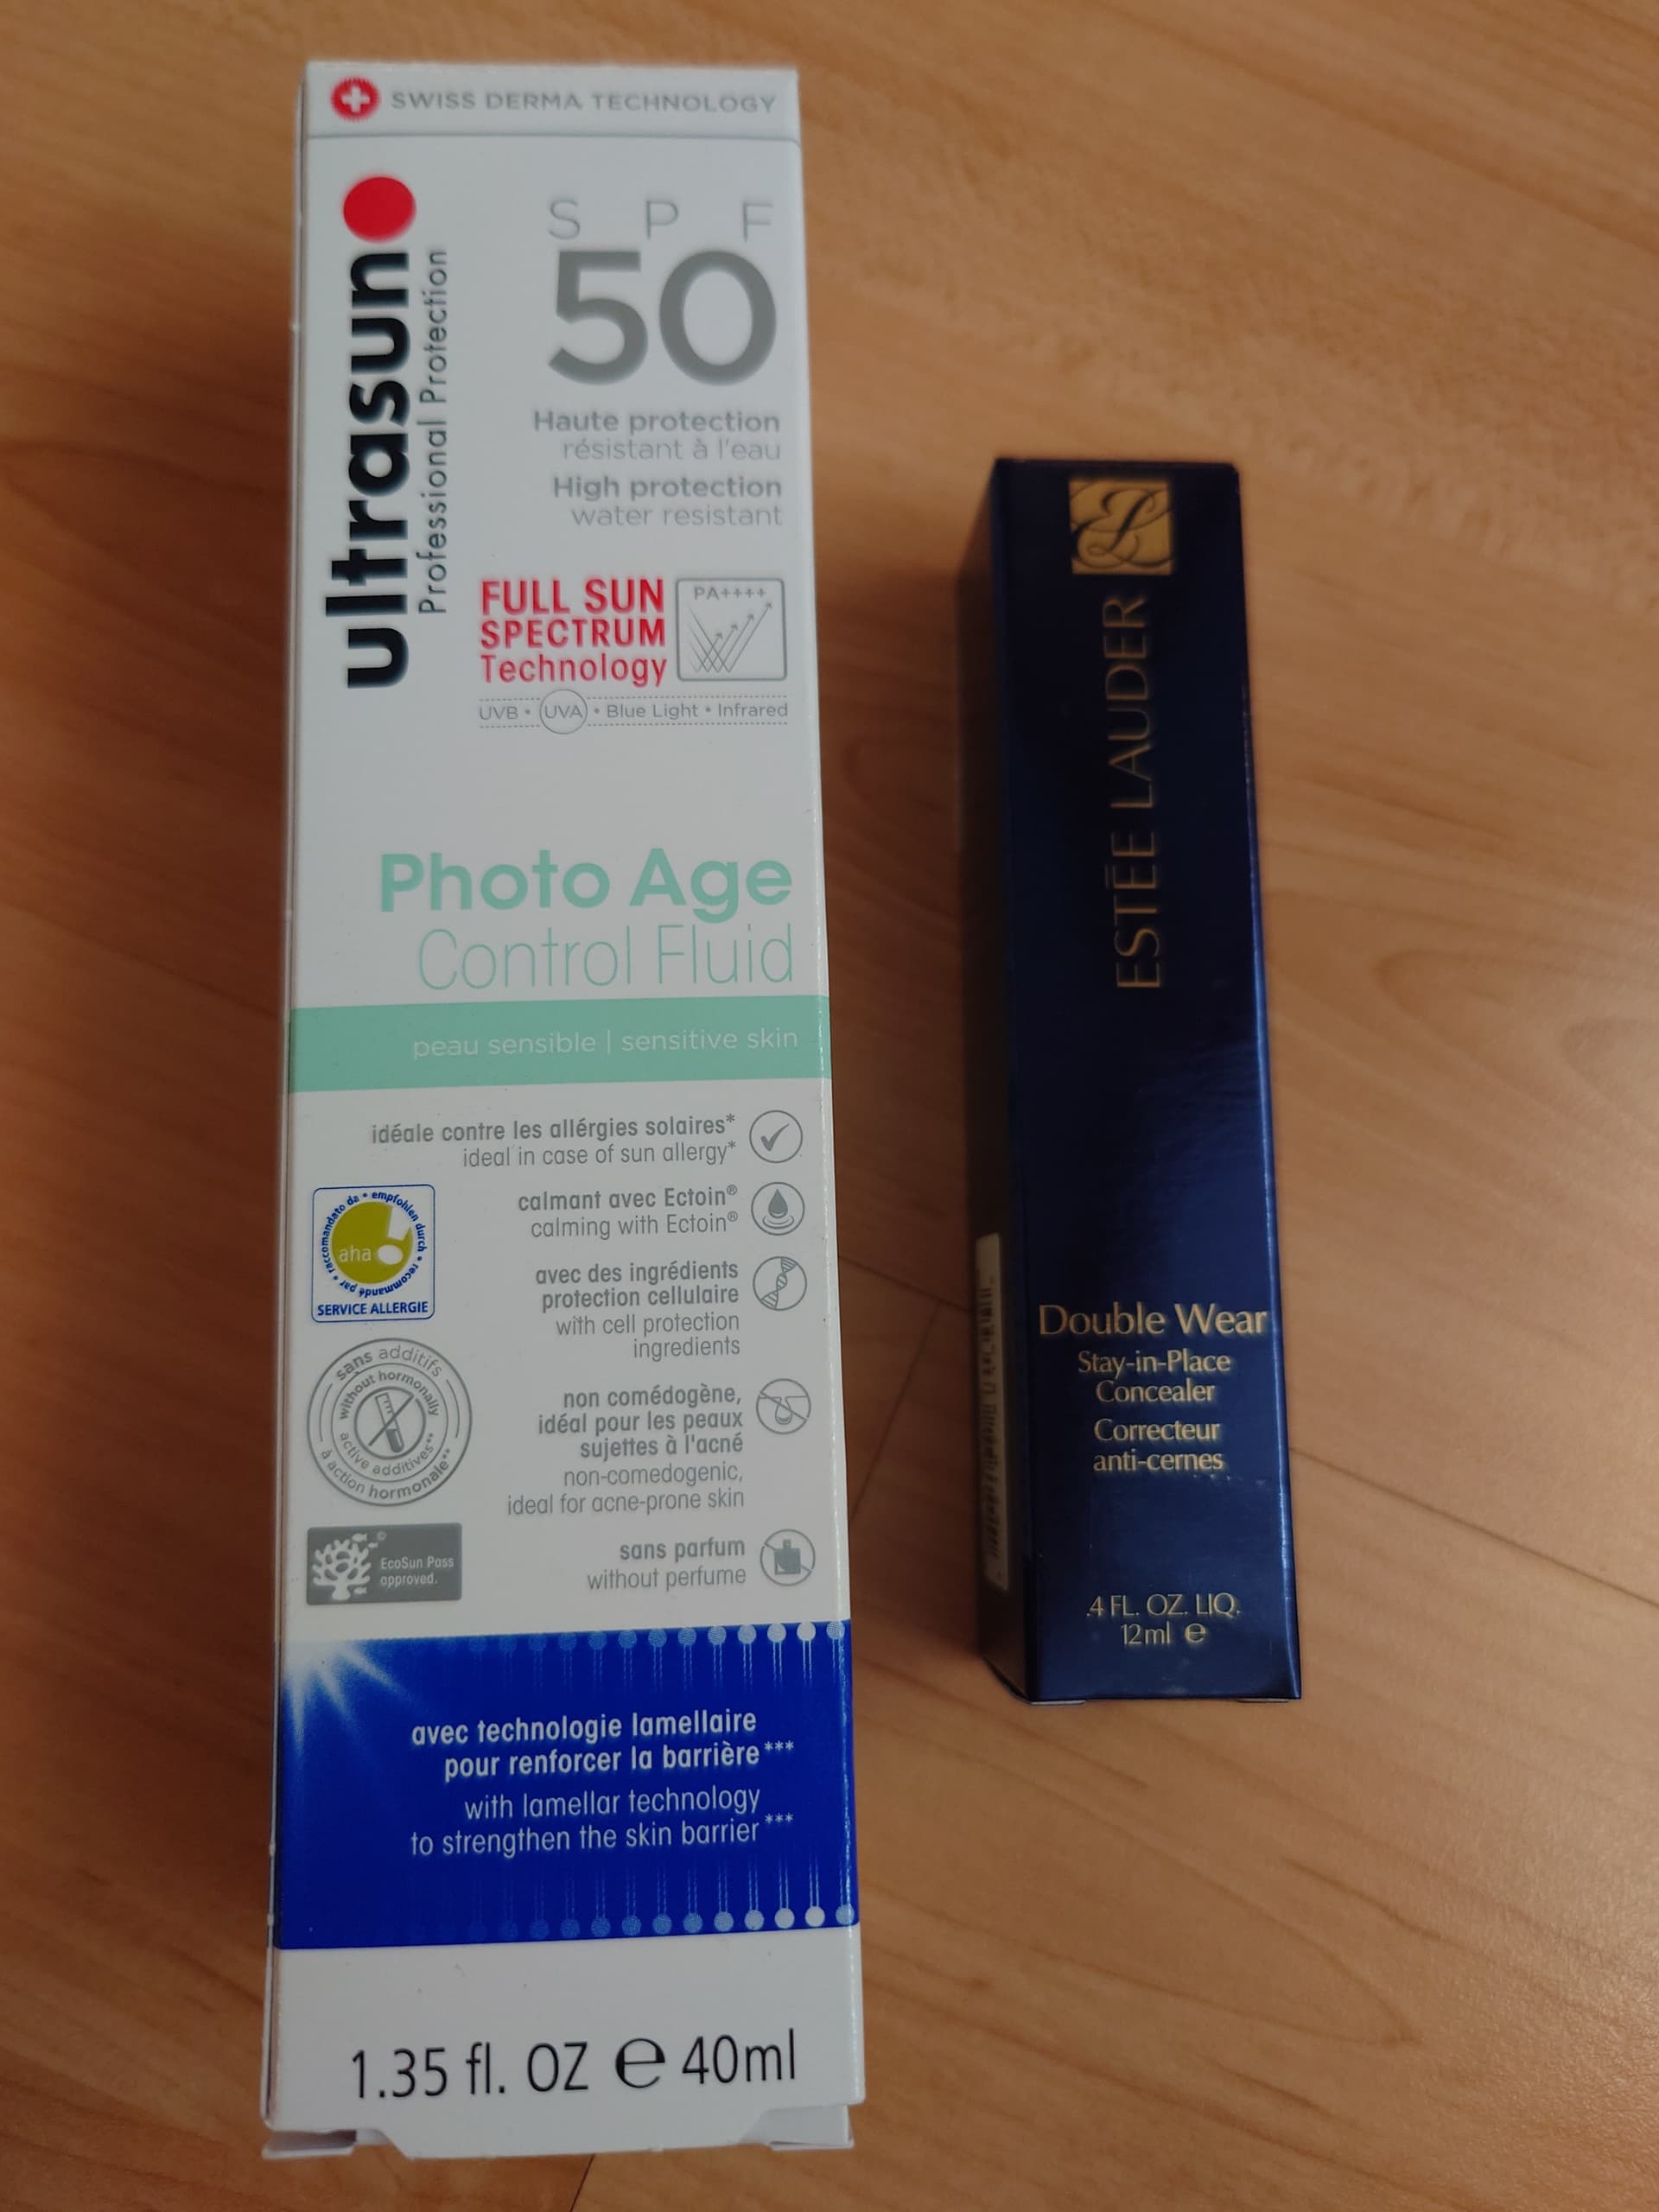 SWISS DERMA TECHNOLOGY
ultrasun
Professional Protection
SPF
50
Haute protection
résistant à l'eau
High protection
water resistant
FULL SUN
SPECTRUM
Technology
PA++++
UVB • UVA • Blue Light • Infrared
Photo Age
Control Fluid
peau sensible | sensitive skin
idéale contre les allérgies solaires*
ideal in case of sun allergy*
calmant avec Ectoin®
calming with Ectoin®
avec des ingrédients
protection cellulaire
with cell protection
ingredients
non comédogène,
idéal pour les peaux
sujettes à l'acné
non-comedogenic,
ideal for acne-prone skin
sans parfum
without perfume
raccomandato da • empfohlen durch • recommandé par •
aha!
SERVICE ALLERGIE
sans additifs
à action hormonale**
without hormonally
active additives**
EcoSun Pass
approved.
©
avec technologie lamellaire
pour renforcer la barrière***
with lamellar technology
to strengthen the skin barrier***
1.35 fl. OZ e 40ml
ESTĒE LAUDER
Double Wear
Stay-in-Place
Concealer
Correcteur
anti-cernes
.4 FL. OZ. LIQ.
12ml e